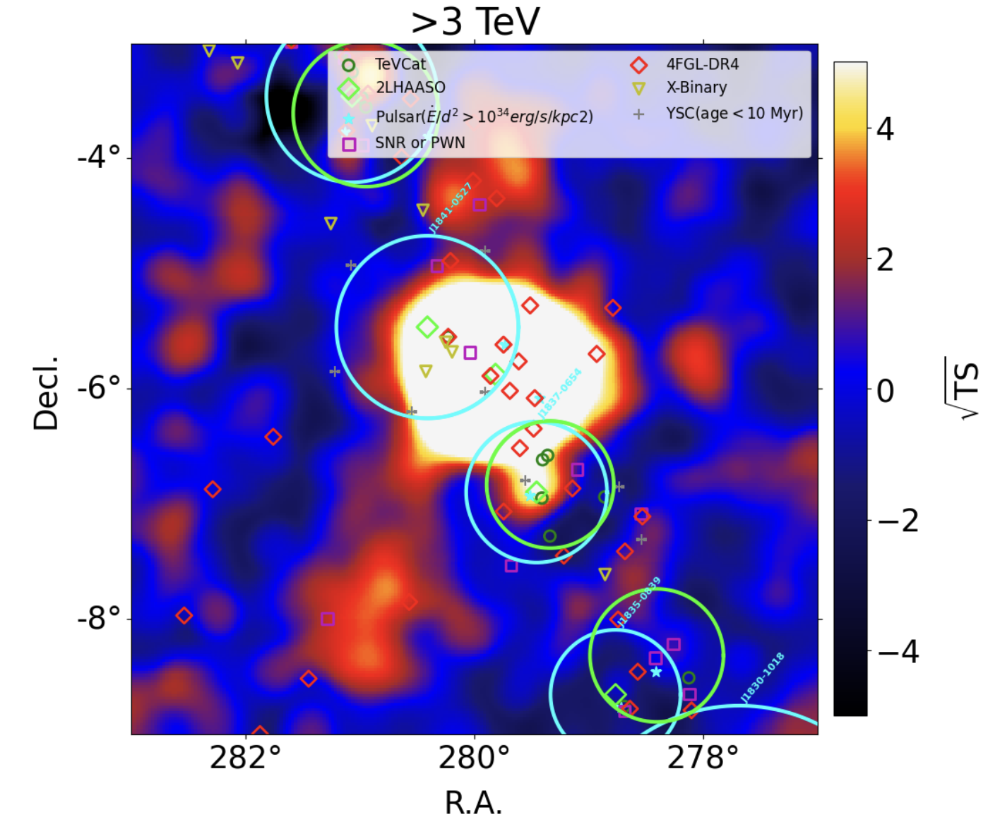 >3 TeV
TeVCat
2LHAASO
Pulsar(Ė/d² > 10³⁴erg/s/kpc2)
SNR or PWN
4FGL-DR4
X-Binary
YSC(age < 10 Myr)
J1841-0527
J1837-0654
J1835-0839
J1830-1018
-4°
-6°
-8°
Decl.
282°
280°
278°
R.A.
4
2
0
−2
−4
√TS